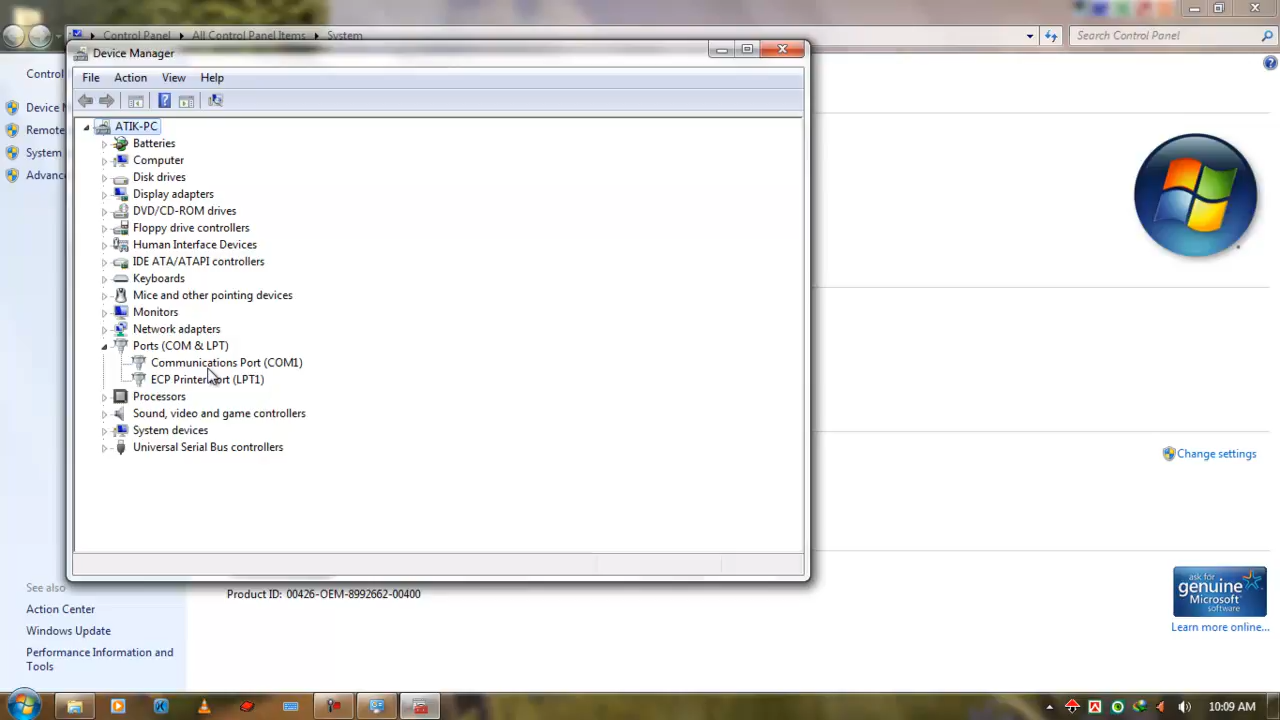 Control Panel
All Control Panel Items
System
Search Control Panel
Device Manager
File Action View Help
ATIK-PC
Batteries
Computer
Disk drives
Display adapters
DVD/CD-ROM drives
Floppy drive controllers
Human Interface Devices
IDE ATA/ATAPI controllers
Keyboards
Mice and other pointing devices
Monitors
Network adapters
Ports (COM & LPT)
Communications Port (COM1)
ECP Printer Port (LPT1)
Processors
Sound, video and game controllers
System devices
Universal Serial Bus controllers
Control
Device M
Remote
System
Advanc
Change settings
Product ID: 00426-OEM-8992662-00400
See also
Action Center
Windows Update
Performance Information and
Tools
ask for
genuine
Microsoft
software
Learn more online...
10:09 AM